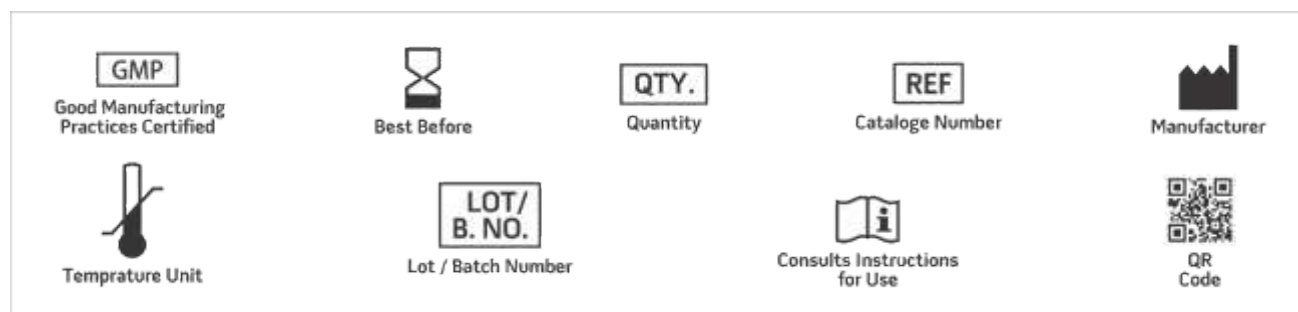 GMP
Good Manufacturing
Practices Certified
Best Before
QTY.
Quantity
REF
Cataloge Number
Manufacturer
Temprature Unit
LOT/
B. NO.
Lot / Batch Number
i
Consults Instructions
for Use
QR
Code